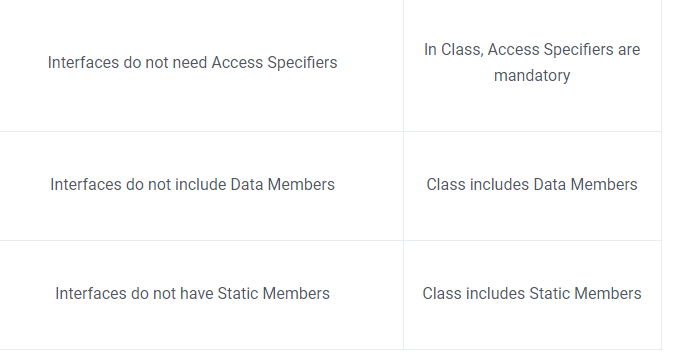 Interfaces do not need Access Specifiers
In Class, Access Specifiers are
mandatory
Interfaces do not include Data Members
Class includes Data Members
Interfaces do not have Static Members
Class includes Static Members